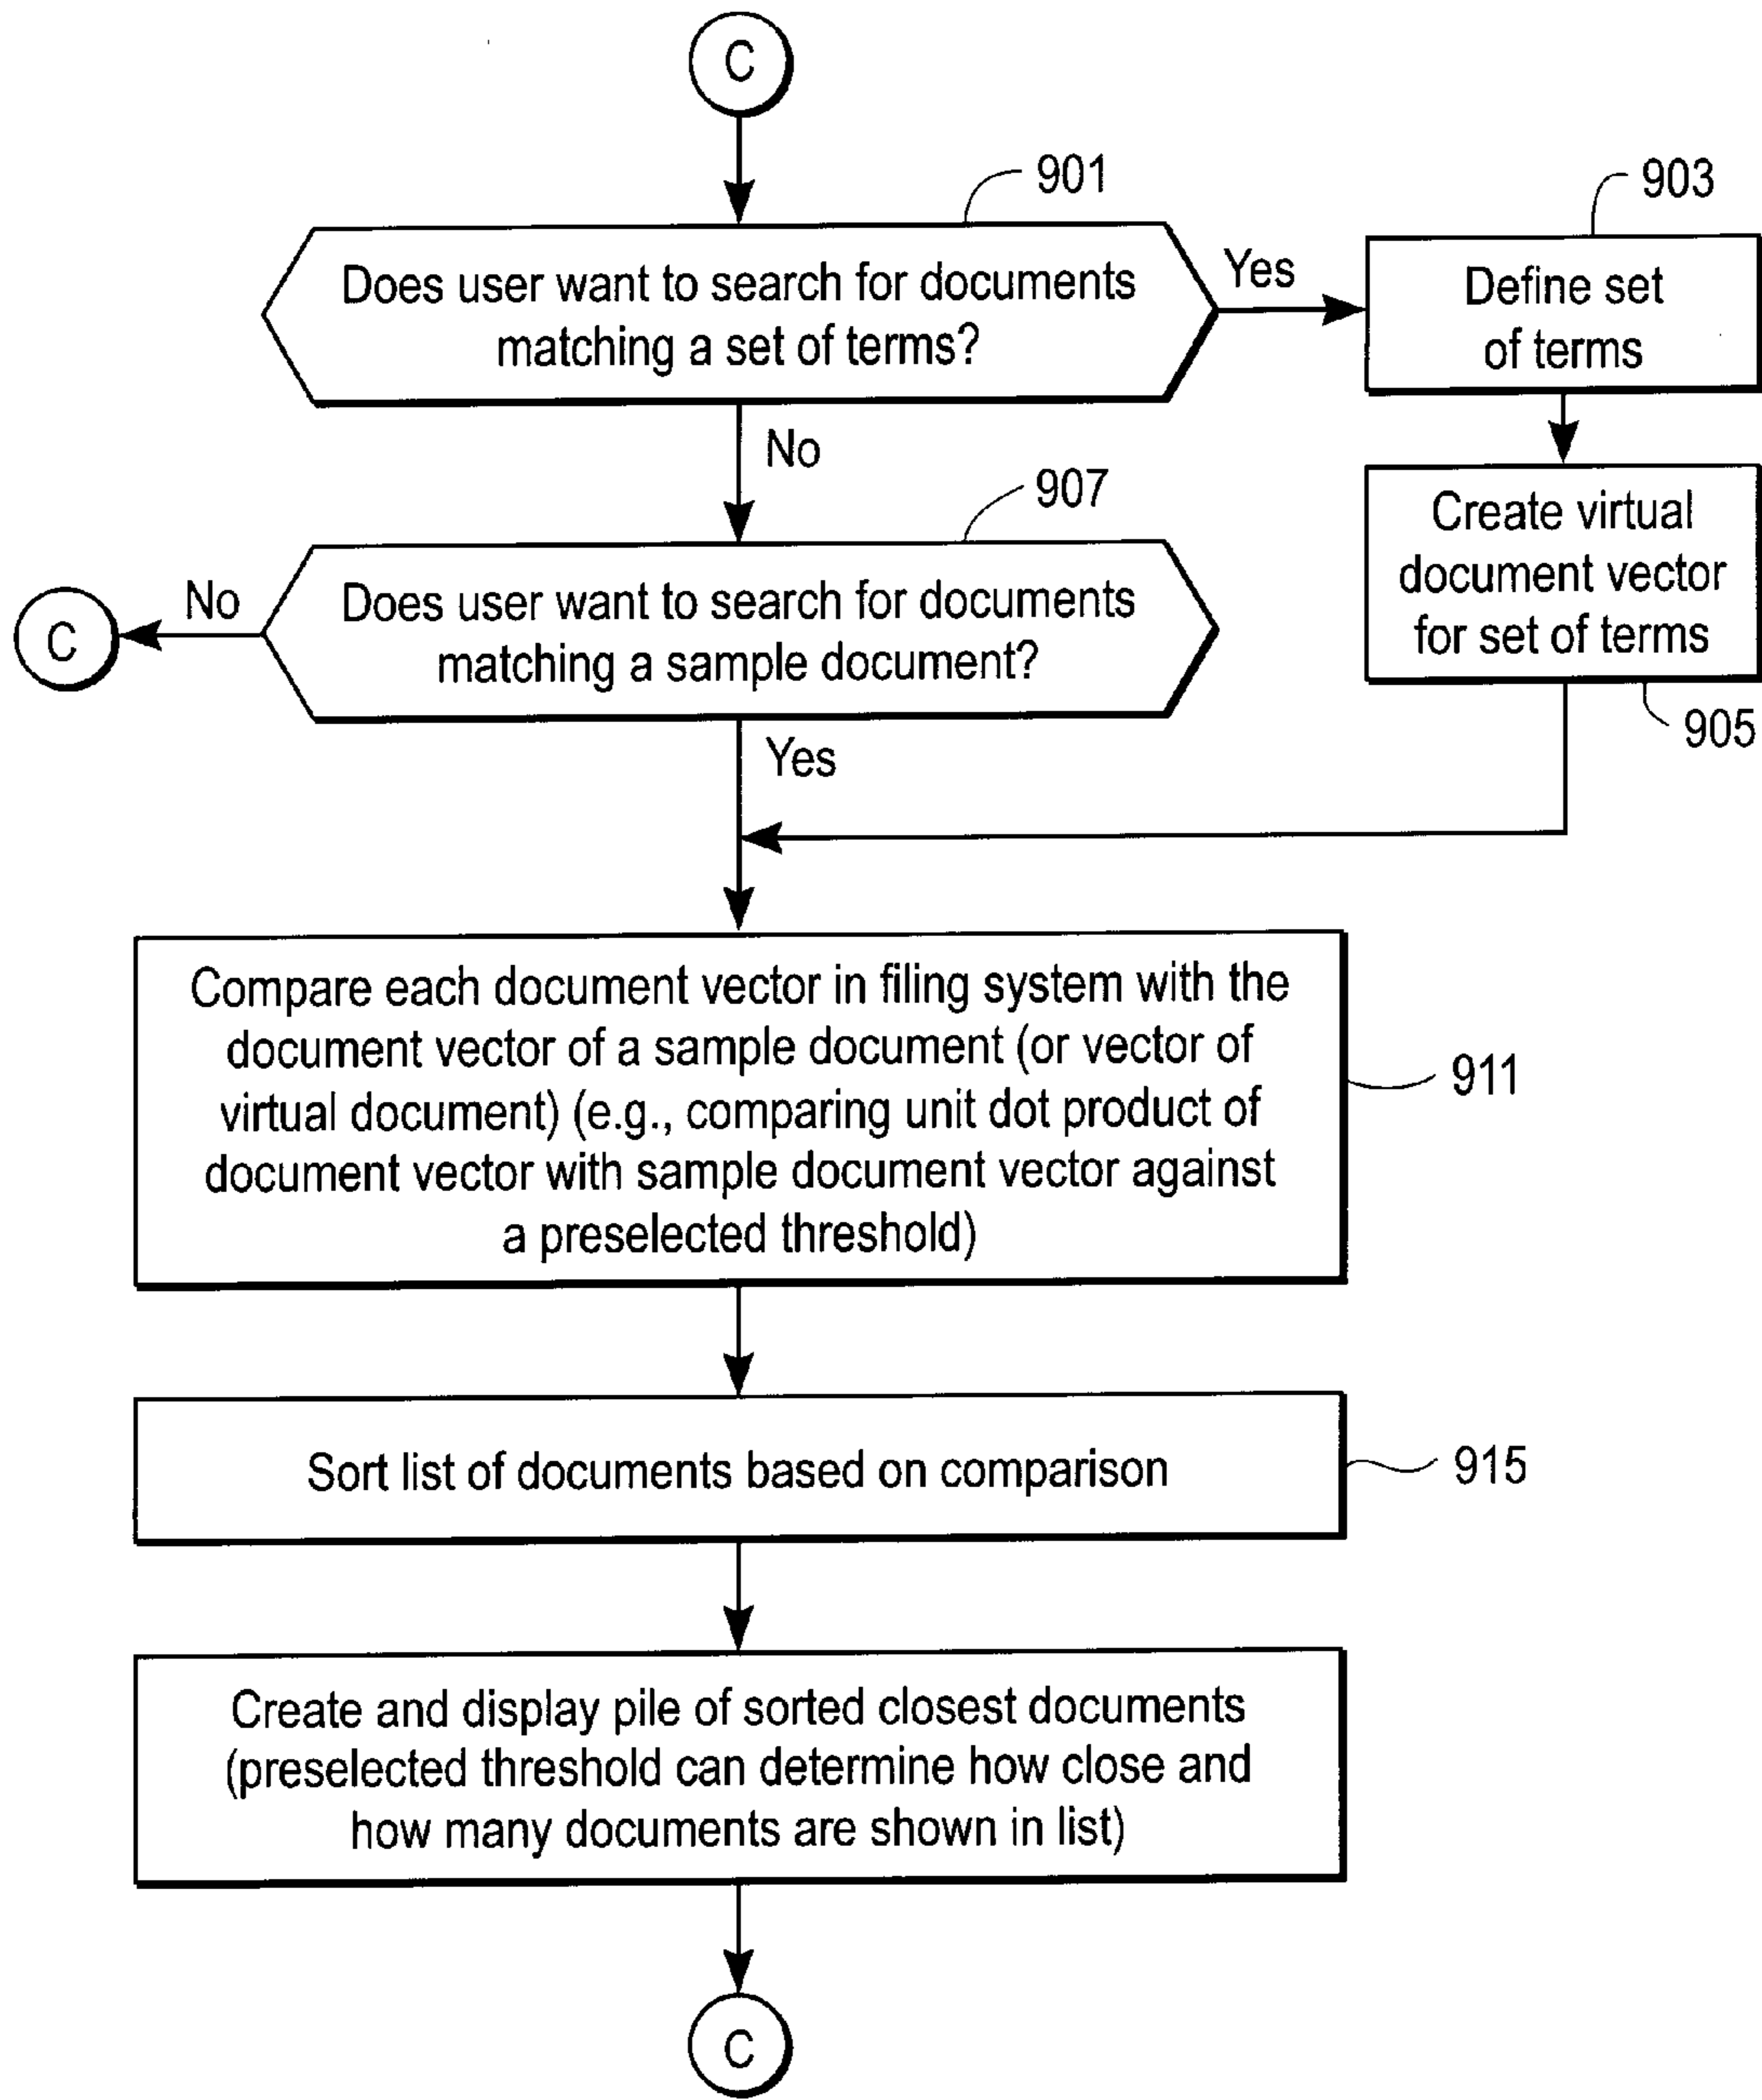 C
901
Does user want to search for documents
matching a set of terms?
Yes
903
Define set
of terms
No
907
Create virtual
document vector
for set of terms
905
Does user want to search for documents
matching a sample document?
No
C
Yes
Compare each document vector in filing system with the
document vector of a sample document (or vector of
virtual document) (e.g., comparing unit dot product of
document vector with sample document vector against
a preselected threshold)
911
Sort list of documents based on comparison
915
Create and display pile of sorted closest documents
(preselected threshold can determine how close and
how many documents are shown in list)
C